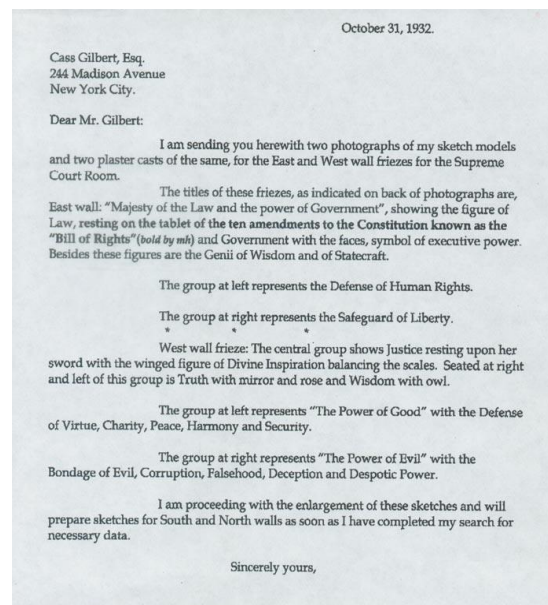 October 31, 1932.
Cass Gilbert, Esq.
244 Madison Avenue
New York City.
Dear Mr. Gilbert:
I am sending you herewith two photographs of my sketch models
and two plaster casts of the same, for the East and West wall friezes for the Supreme
Court Room.
The titles of these friezes, as indicated on back of photographs are,
East wall: "Majesty of the Law and the power of Government", showing the figure of
Law, resting on the tablet of the ten amendments to the Constitution known as the
"Bill of Rights"(bold by mh) and Government with the faces, symbol of executive power.
Besides these figures are the Genii of Wisdom and of Statecraft.
The group at left represents the Defense of Human Rights.
The group at right represents the Safeguard of Liberty.
* * *
West wall frieze: The central group shows Justice resting upon her
sword with the winged figure of Divine Inspiration balancing the scales. Seated at right
and left of this group is Truth with mirror and rose and Wisdom with owl.
The group at left represents "The Power of Good" with the Defense
of Virtue, Charity, Peace, Harmony and Security.
The group at right represents "The Power of Evil" with the
Bondage of Evil, Corruption, Falsehood, Deception and Despotic Power.
I am proceeding with the enlargement of these sketches and will
prepare sketches for South and North walls as soon as I have completed my search for
necessary data.
Sincerely yours,